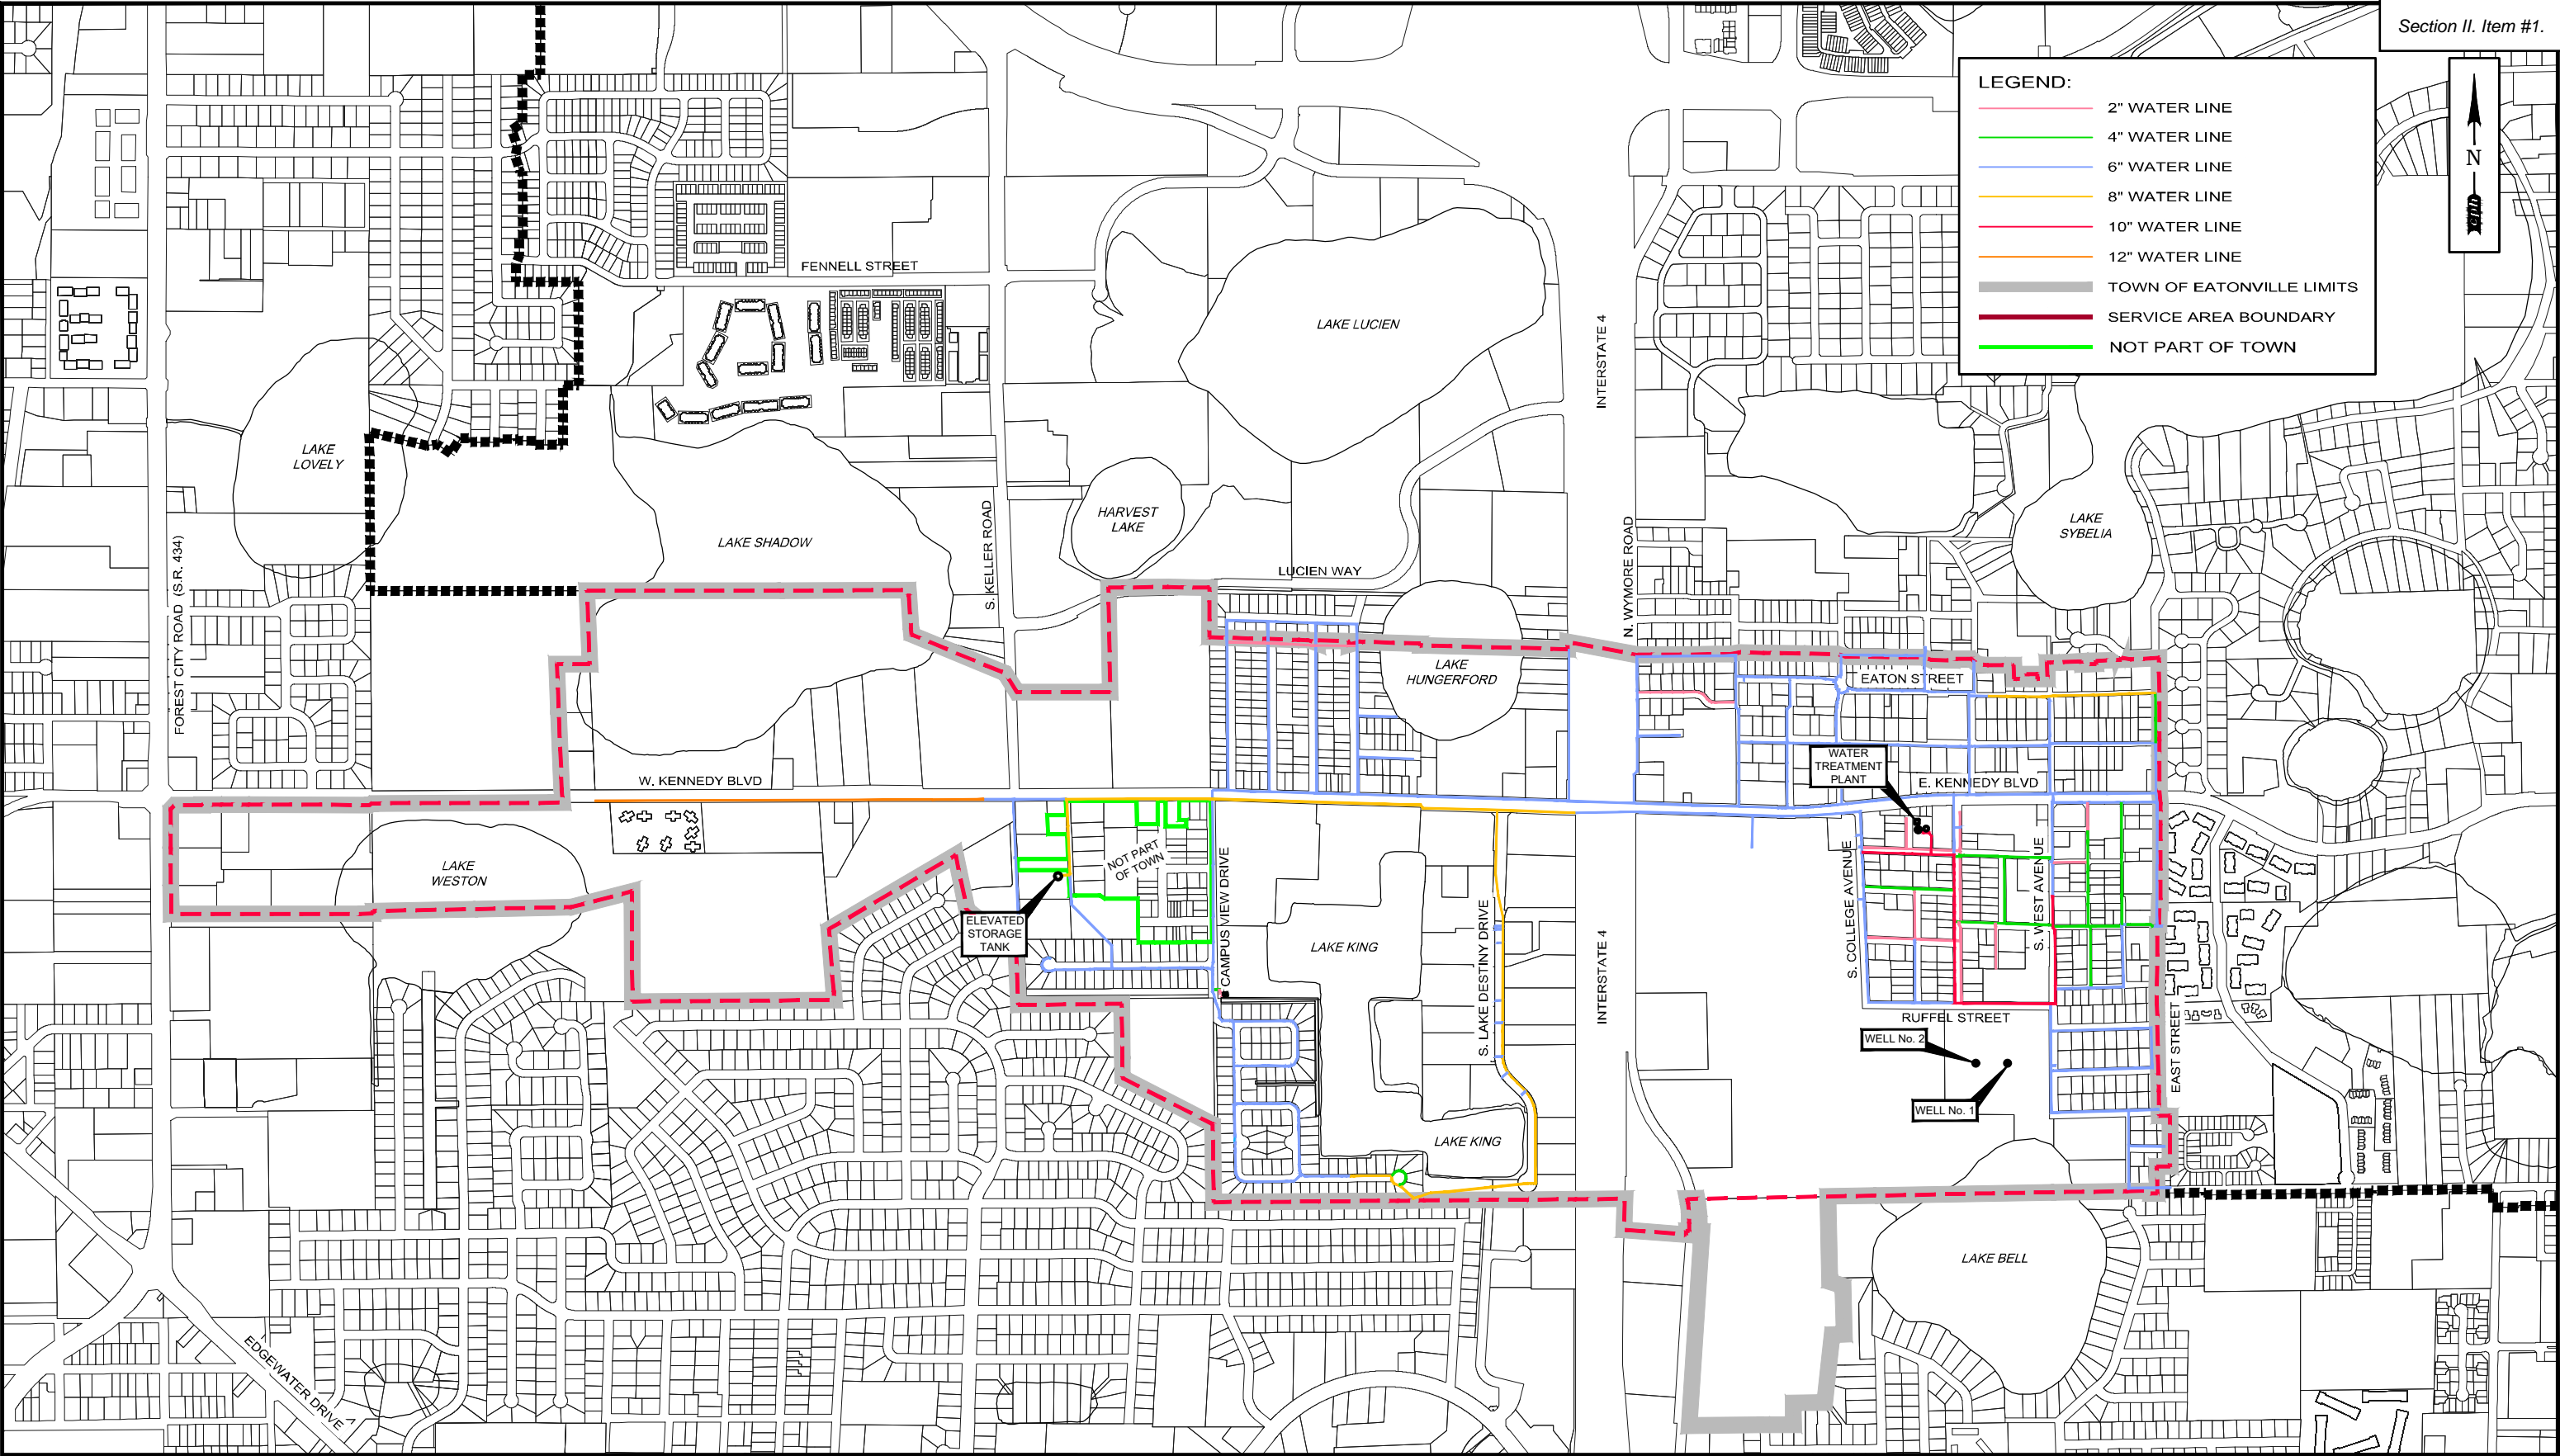 Section II. Item #1.
LEGEND:
2" WATER LINE
4" WATER LINE
6" WATER LINE
8" WATER LINE
10" WATER LINE
12" WATER LINE
TOWN OF EATONVILLE LIMITS
SERVICE AREA BOUNDARY
NOT PART OF TOWN
N
FENNELL STREET
LAKE LUCIEN
INTERSTATE 4
LAKE
LOVELY
HARVEST
LAKE
LAKE SHADOW
S. KELLER ROAD
LAKE
SYBELIA
FOREST CITY ROAD (S.R. 434)
LUCIEN WAY
N. WYMORE ROAD
LAKE
HUNGERFORD
EATON STREET
WATER
TREATMENT
PLANT
W. KENNEDY BLVD
E. KENNEDY BLVD
LAKE
WESTON
NOT PART
OF TOWN
ELEVATED
STORAGE
TANK
CAMPUS VIEW DRIVE
LAKE KING
S. LAKE DESTINY DRIVE
INTERSTATE 4
S. COLLEGE AVENUE
S. WEST AVENUE
RUFFEL STREET
WELL No. 2
WELL No. 1
EAST STREET
LAKE KING
LAKE BELL
EDGEWATER DRIVE